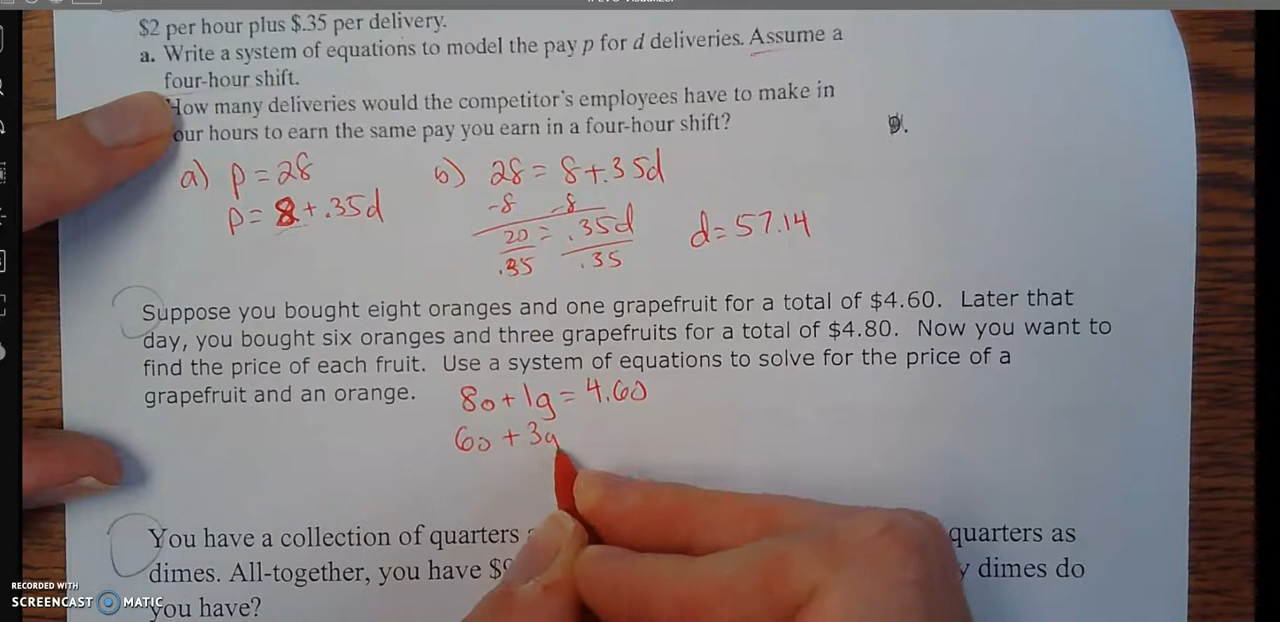 $2 per hour plus $.35 per delivery.
a. Write a system of equations to model the pay p for d deliveries. Assume a
four-hour shift.
How many deliveries would the competitor's employees have to make in
our hours to earn the same pay you earn in a four-hour shift?
a) p = 28
p = 8 + .35d
b) 28 = 8 + .35d
-8 -8
20 = .35d
.35 .35
d = 57.14
Suppose you bought eight oranges and one grapefruit for a total of $4.60. Later that
day, you bought six oranges and three grapefruits for a total of $4.80. Now you want to
find the price of each fruit. Use a system of equations to solve for the price of a
grapefruit and an orange.
8o + 1g = 4.60
6o + 3g
You have a collection of quarters quarters as
dimes. All-together, you have $ y dimes do
you have?
RECORDED WITH
SCREENCAST MATIC